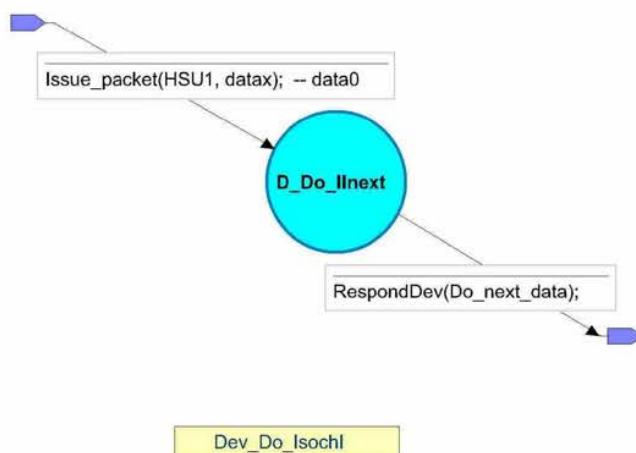 Issue_packet(HSU1, datax); -- data0
D_Do_IInext
RespondDev(Do_next_data);
Dev_Do_IsochI